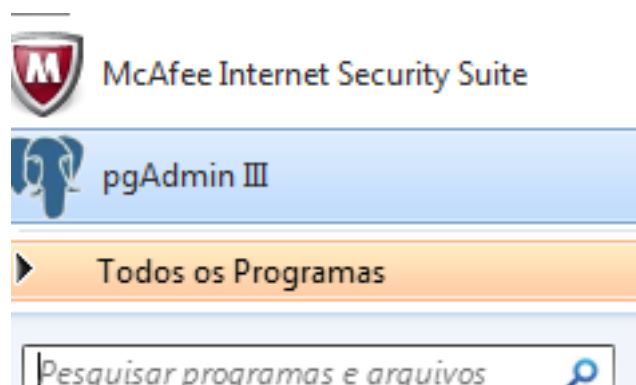 McAfee Internet Security Suite
pgAdmin III
Todos os Programas
Pesquisar programas e arquivos